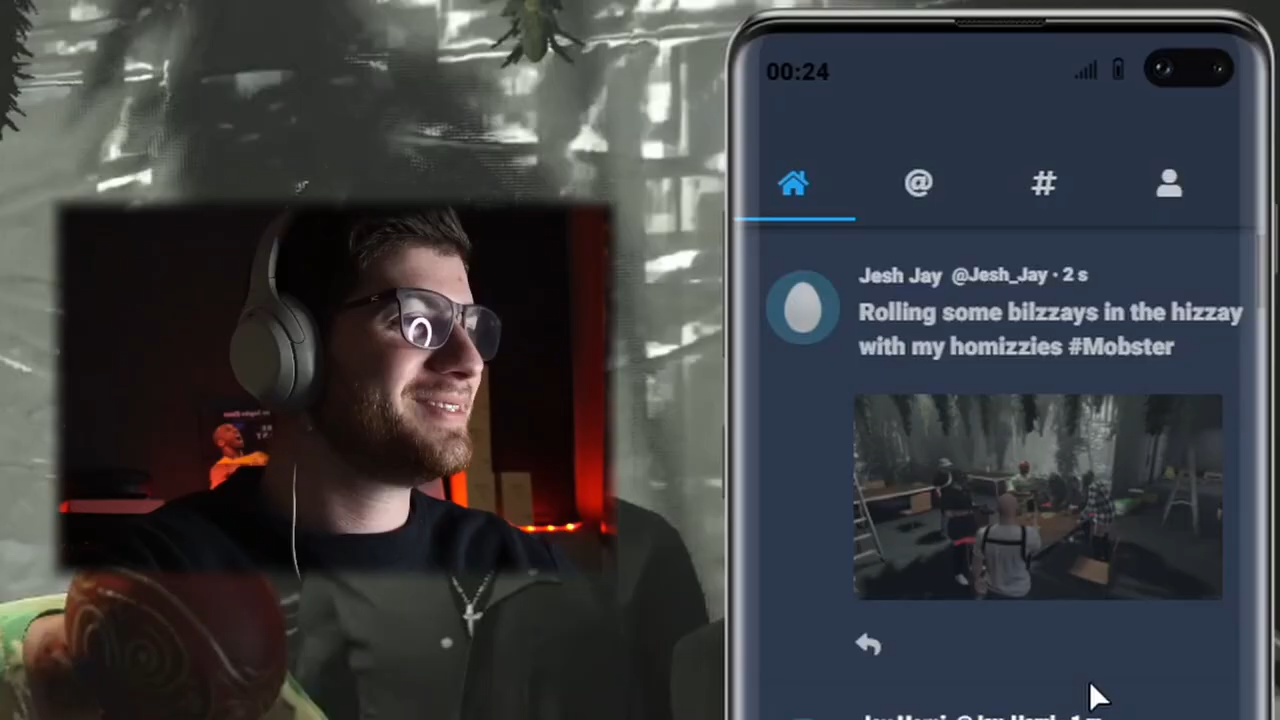 00:24
@
#
Jesh Jay @Jesh_Jay · 2 s
Rolling some bilzzays in the hizzay
with my homizzies #Mobster